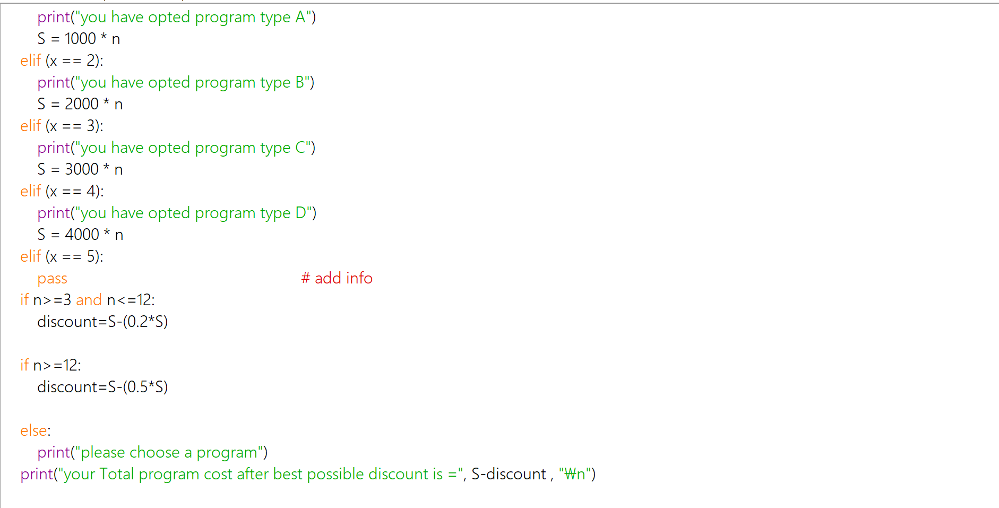 print("you have opted program type A")
S = 1000 * n
elif (x == 2):
print("you have opted program type B")
S = 2000 * n
elif (x == 3):
print("you have opted program type C")
S = 3000 * n
elif (x == 4):
print("you have opted program type D")
S = 4000 * n
elif (x == 5):
pass # add info
if n>=3 and n<=12:
discount=S-(0.2*S)
if n>=12:
discount=S-(0.5*S)
else:
print("please choose a program")
print("your Total program cost after best possible discount is =", S-discount , "₩n")